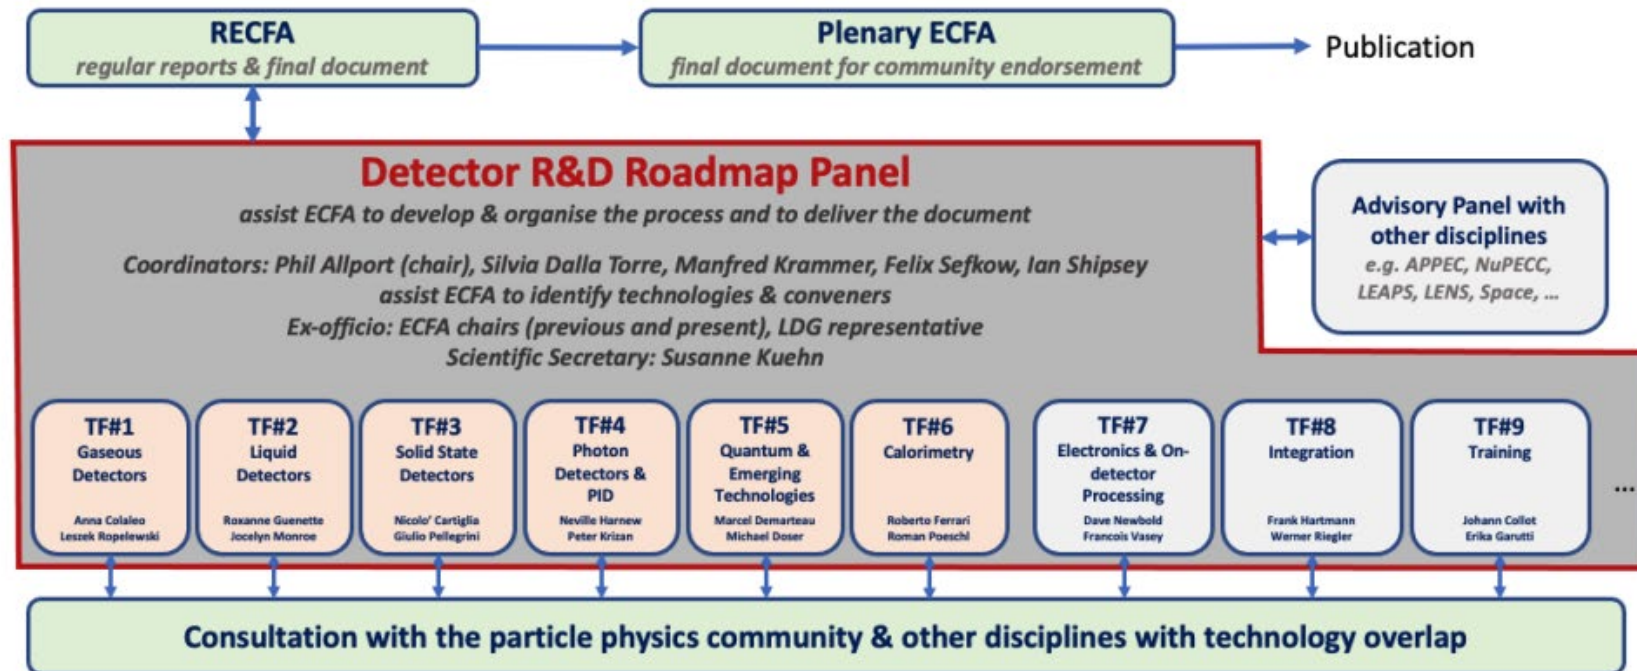 RECFA
regular reports & final document
Plenary ECFA
final document for community endorsement
Publication
Detector R&D Roadmap Panel
assist ECFA to develop & organise the process and to deliver the document
Coordinators: Phil Allport (chair), Silvia Dalla Torre, Manfred Krammer, Felix Sefkow, Ian Shipsey
assist ECFA to identify technologies & conveners
Ex-officio: ECFA chairs (previous and present), LDG representative
Scientific Secretary: Susanne Kuehn
Advisory Panel with
other disciplines
e.g. APPEC, NuPECC,
LEAPS, LENS, Space, ...
TF#1
Gaseous
Detectors
Anna Colaleo
Leszek Ropelewski
TF#2
Liquid
Detectors
Roxanne Guenette
Jocelyn Monroe
TF#3
Solid State
Detectors
Nicolo' Cartiglia
Giulio Pellegrini
TF#4
Photon
Detectors &
PID
Neville Harnew
Peter Krizan
TF#5
Quantum &
Emerging
Technologies
Marcel Demarteau
Michael Doser
TF#6
Calorimetry
Roberto Ferrari
Roman Poeschl
TF#7
Electronics & On-
detector
Processing
Dave Newbold
Francois Vasey
TF#8
Integration
Frank Hartmann
Werner Riegler
TF#9
Training
Johann Collot
Erika Garutti
...
Consultation with the particle physics community & other disciplines with technology overlap